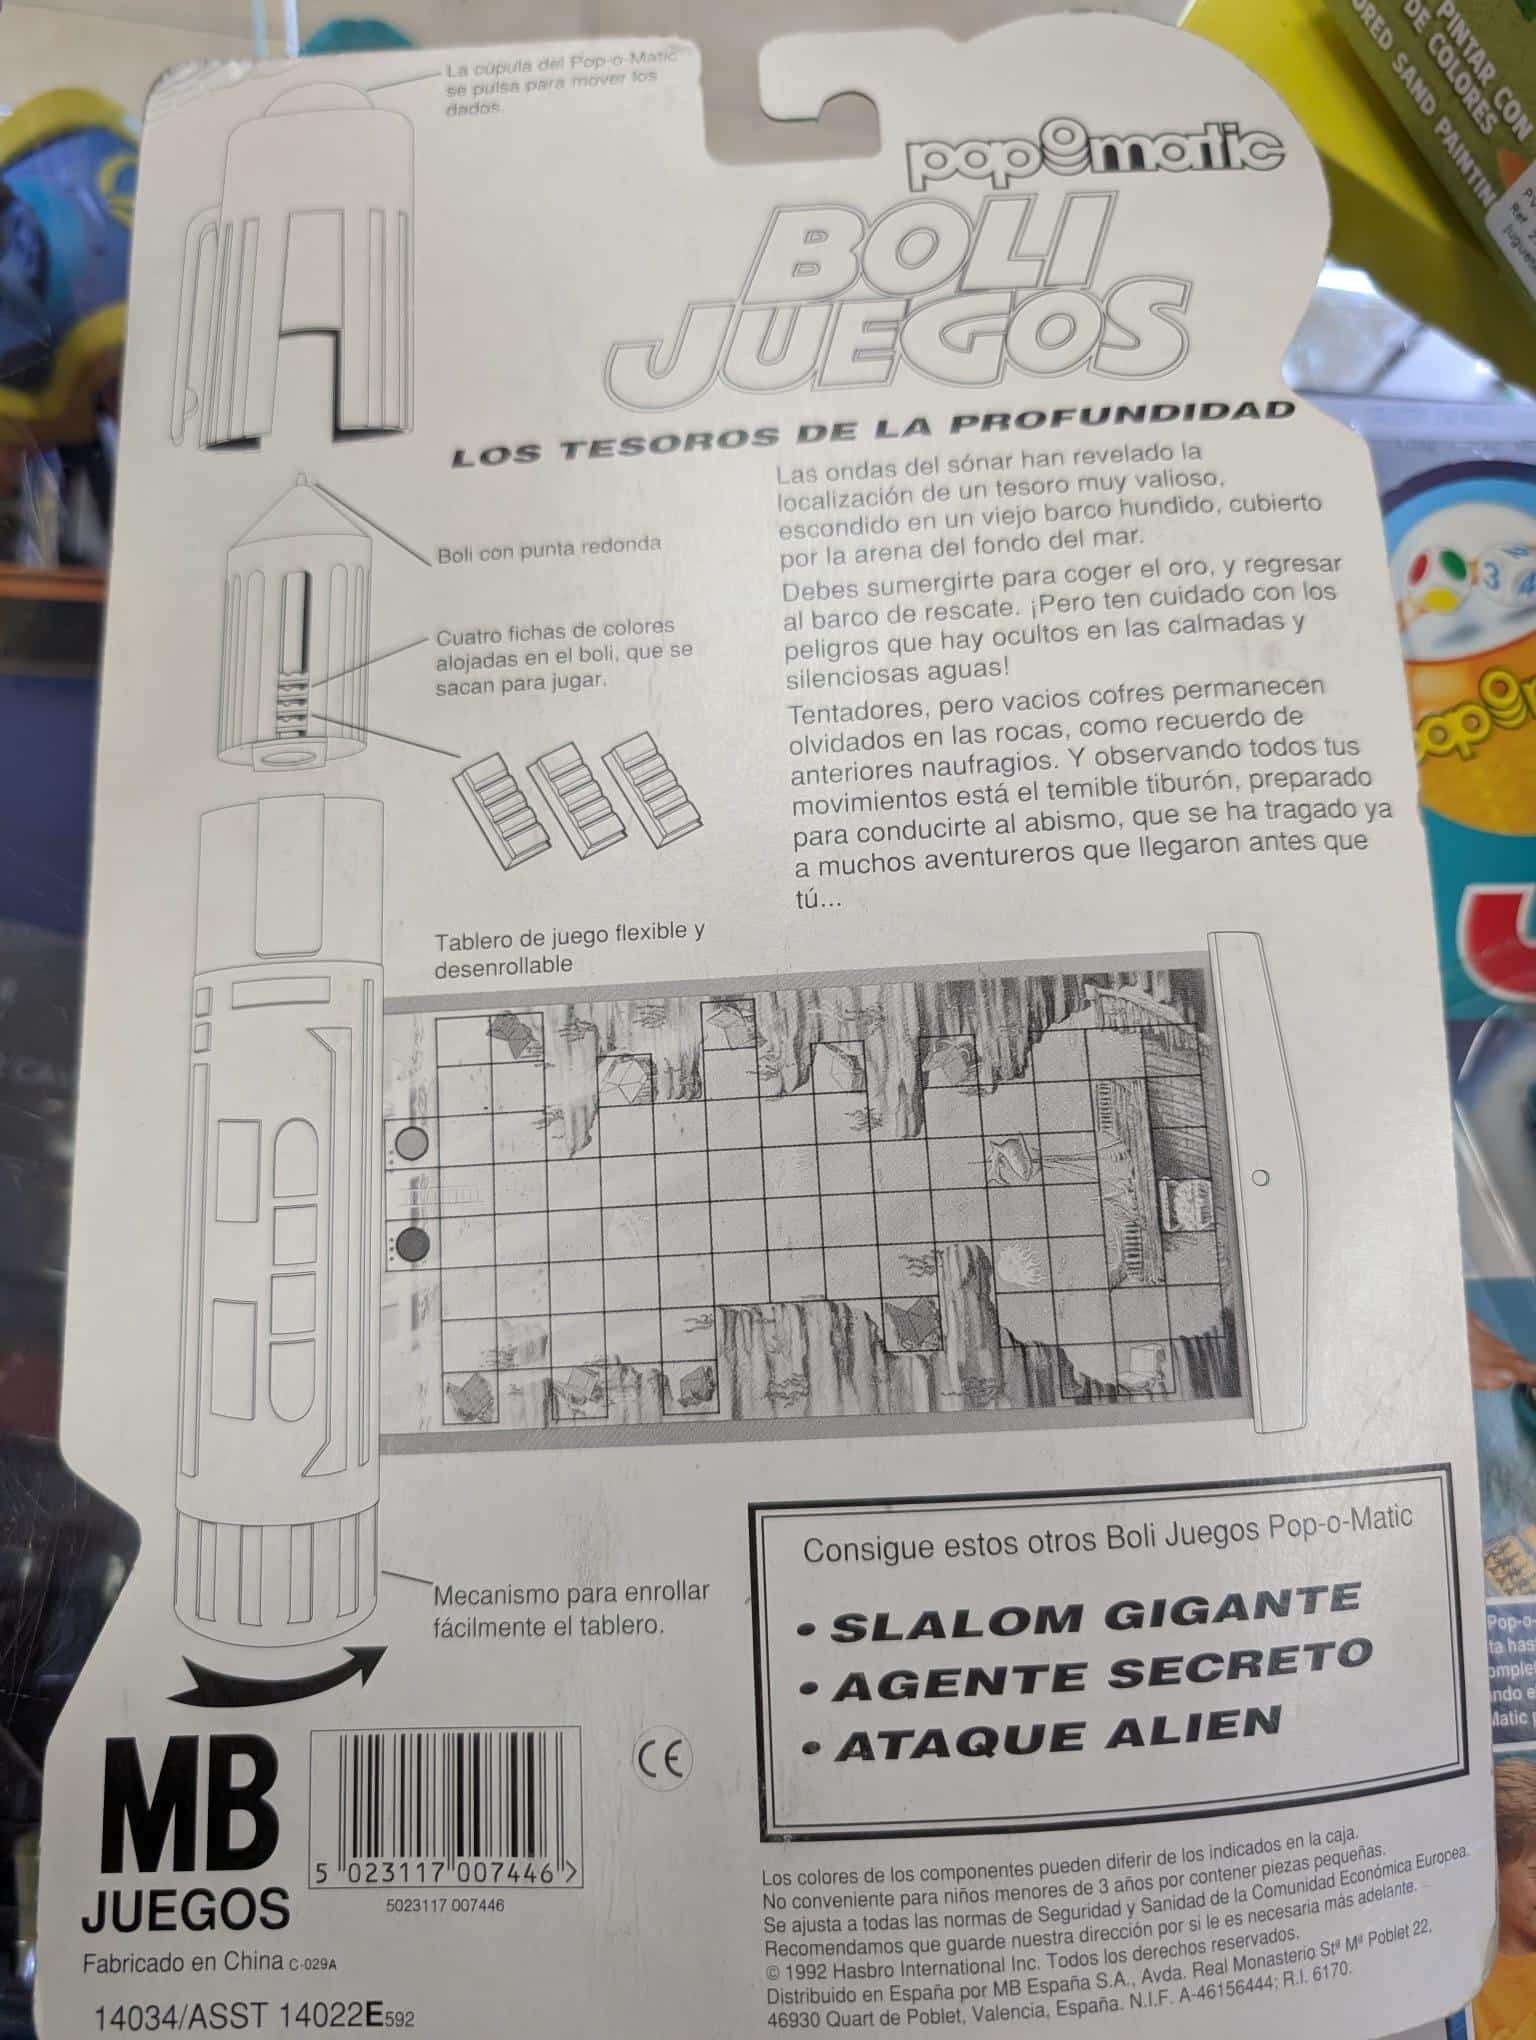 La cúpula del Pop-o-Matic
se pulsa para mover los
dados.
pop o matic
BOLI
JUEGOS
LOS TESOROS DE LA PROFUNDIDAD
Las ondas del sónar han revelado la
localización de un tesoro muy valioso,
escondido en un viejo barco hundido, cubierto
por la arena del fondo del mar.
Debes sumergirte para coger el oro, y regresar
al barco de rescate. ¡Pero ten cuidado con los
peligros que hay ocultos en las calmadas y
silenciosas aguas!
Tentadores, pero vacios cofres permanecen
olvidados en las rocas, como recuerdo de
anteriores naufragios. Y observando todos tus
movimientos está el temible tiburón, preparado
para conducirte al abismo, que se ha tragado ya
a muchos aventureros que llegaron antes que
tú...
Boli con punta redonda
Cuatro fichas de colores
alojadas en el boli, que se
sacan para jugar.
Tablero de juego flexible y
desenrollable
Mecanismo para enrollar
fácilmente el tablero.
Consigue estos otros Boli Juegos Pop-o-Matic
• SLALOM GIGANTE
• AGENTE SECRETO
• ATAQUE ALIEN
MB
JUEGOS
5 023117 007446 >
5023117 007446
CE
Fabricado en China C-029A
14034/ASST 14022E592
Los colores de los componentes pueden diferir de los indicados en la caja.
No conveniente para niños menores de 3 años por contener piezas pequeñas.
Se ajusta a todas las normas de Seguridad y Sanidad de la Comunidad Económica Europea.
Recomendamos que guarde nuestra dirección por si le es necesaria más adelante.
© 1992 Hasbro International Inc. Todos los derechos reservados.
Distribuido en España por MB España S.A., Avda. Real Monasterio Stª Mª Poblet 22,
46930 Quart de Poblet, Valencia, España. N.I.F. A-46156444; R.I. 6170.
PINTAR CON
DE COLORES
SAND PAINTIN
3